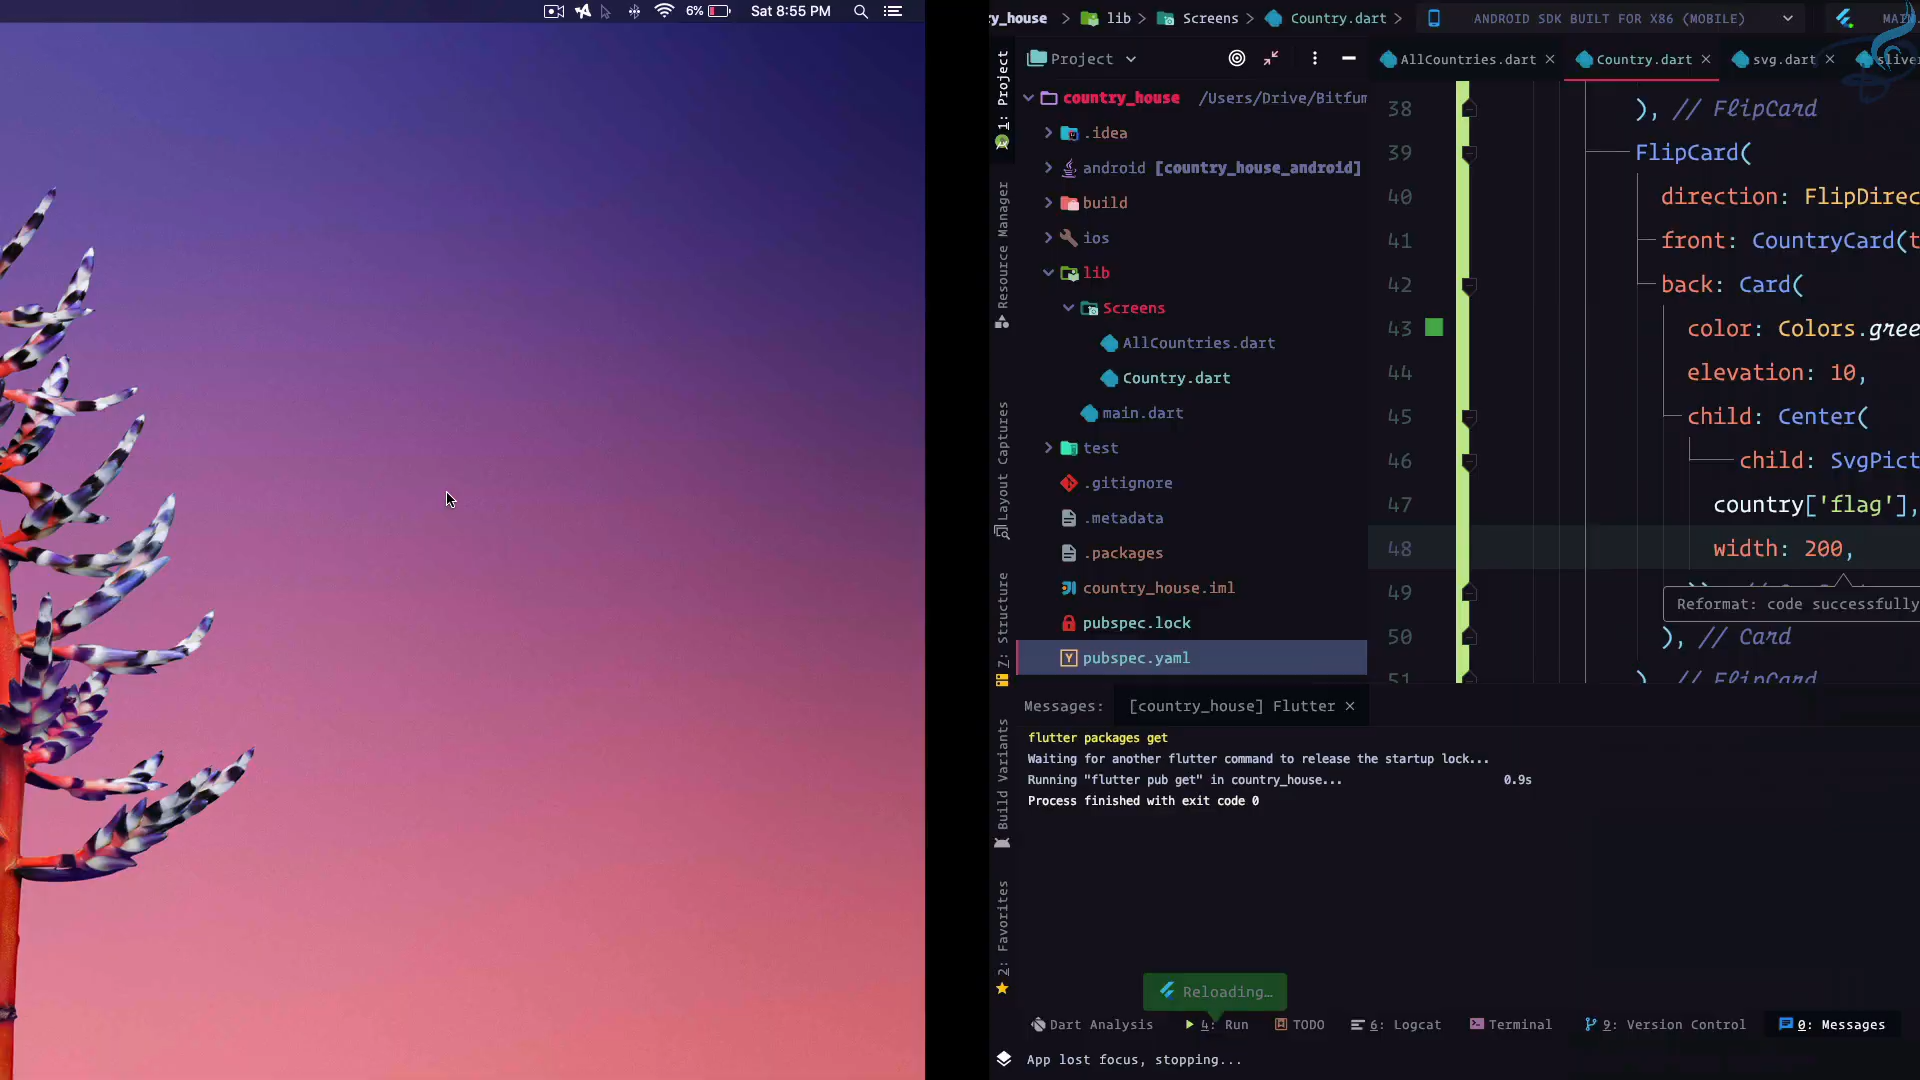 6%
Sat 8:55 PM
ry_house
lib
Screens
Country.dart
ANDROID SDK BUILT FOR X86 (MOBILE)
MAIN.
Project
AllCountries.dart
Country.dart
svg.dart
sliver
country_house /Users/Drive/Bitfum
.idea
android [country_house_android]
build
ios
lib
Screens
AllCountries.dart
Country.dart
main.dart
test
.gitignore
.metadata
.packages
country_house.iml
pubspec.lock
pubspec.yaml
1: Project
Resource Manager
Layout Captures
7: Structure
Build Variants
2: Favorites
38 ), // FlipCard
39 FlipCard(
40 direction: FlipDirec
41 front: CountryCard(t
42 back: Card(
43 color: Colors.gree
44 elevation: 10,
45 child: Center(
46 child: SvgPict
47 country['flag'],
48 width: 200,
49
Reformat: code successfully
50 ), // Card
51 ), // FlipCard
Messages: [country_house] Flutter
flutter packages get
Waiting for another flutter command to release the startup lock...
Running "flutter pub get" in country_house... 0.9s
Process finished with exit code 0
Reloading…
Dart Analysis
4: Run
TODO
6: Logcat
Terminal
9: Version Control
0: Messages
App lost focus, stopping...